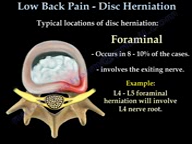 Low Back Pain - Disc Herniation
Typical locations of disc herniation:
Foraminal
- Occurs in 8 - 10% of the cases.
- involves the exiting nerve.
Example:
L4 - L5 foraminal
herniation will involve
L4 nerve root.